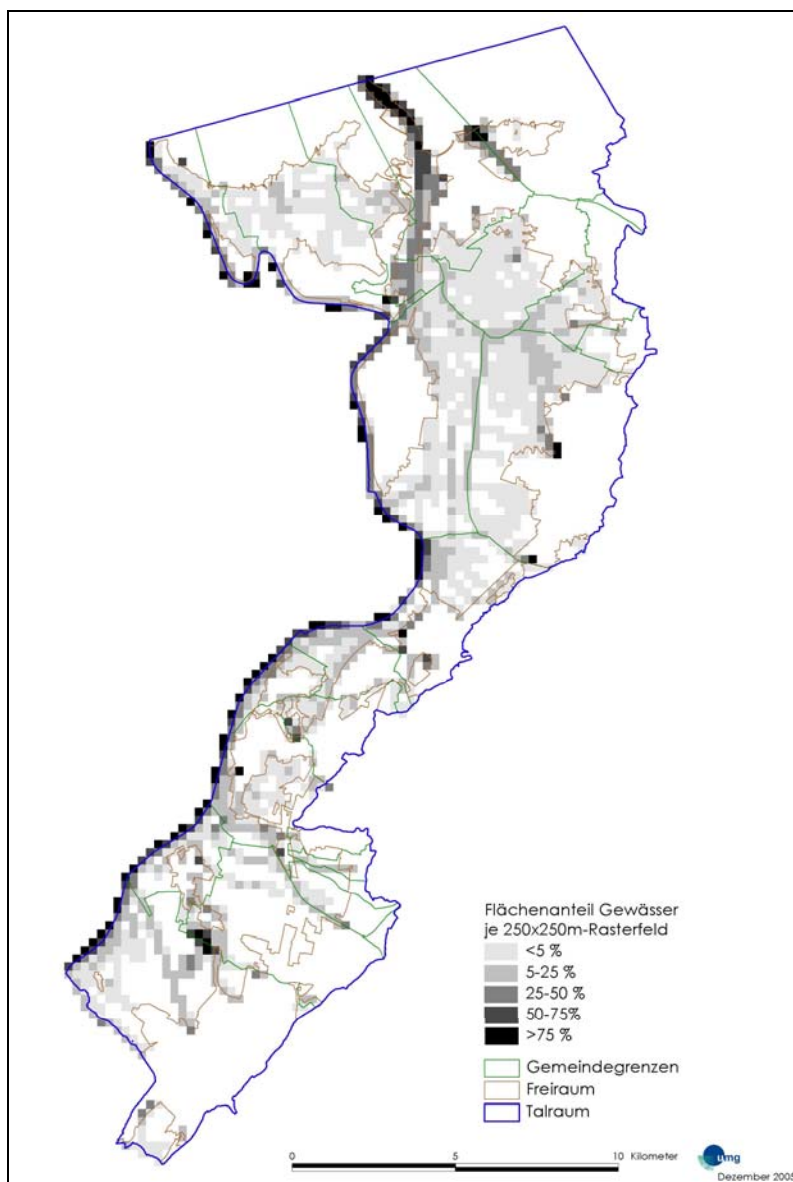 Flächenanteil Gewässer
je 250x250m-Rasterfeld
<5 %
5-25 %
25-50 %
50-75%
>75 %
Gemeindegrenzen
Freiraum
Talraum
0 5 10 Kilometer
umg
Dezember 2005